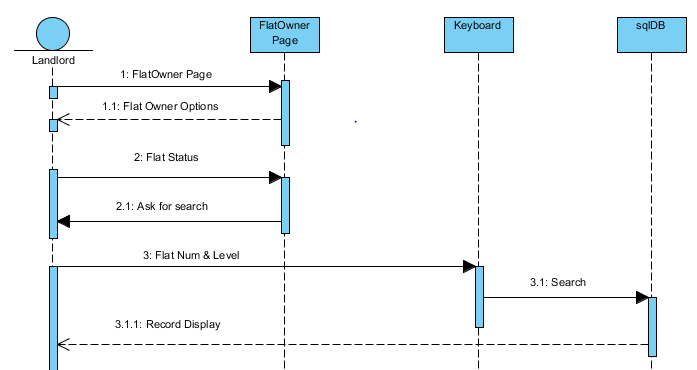 FlatOwner
Page
Keyboard
sqlDB
Landlord
1: FlatOwner Page
1.1: Flat Owner Options
2: Flat Status
2.1: Ask for search
3: Flat Num & Level
3.1: Search
3.1.1: Record Display